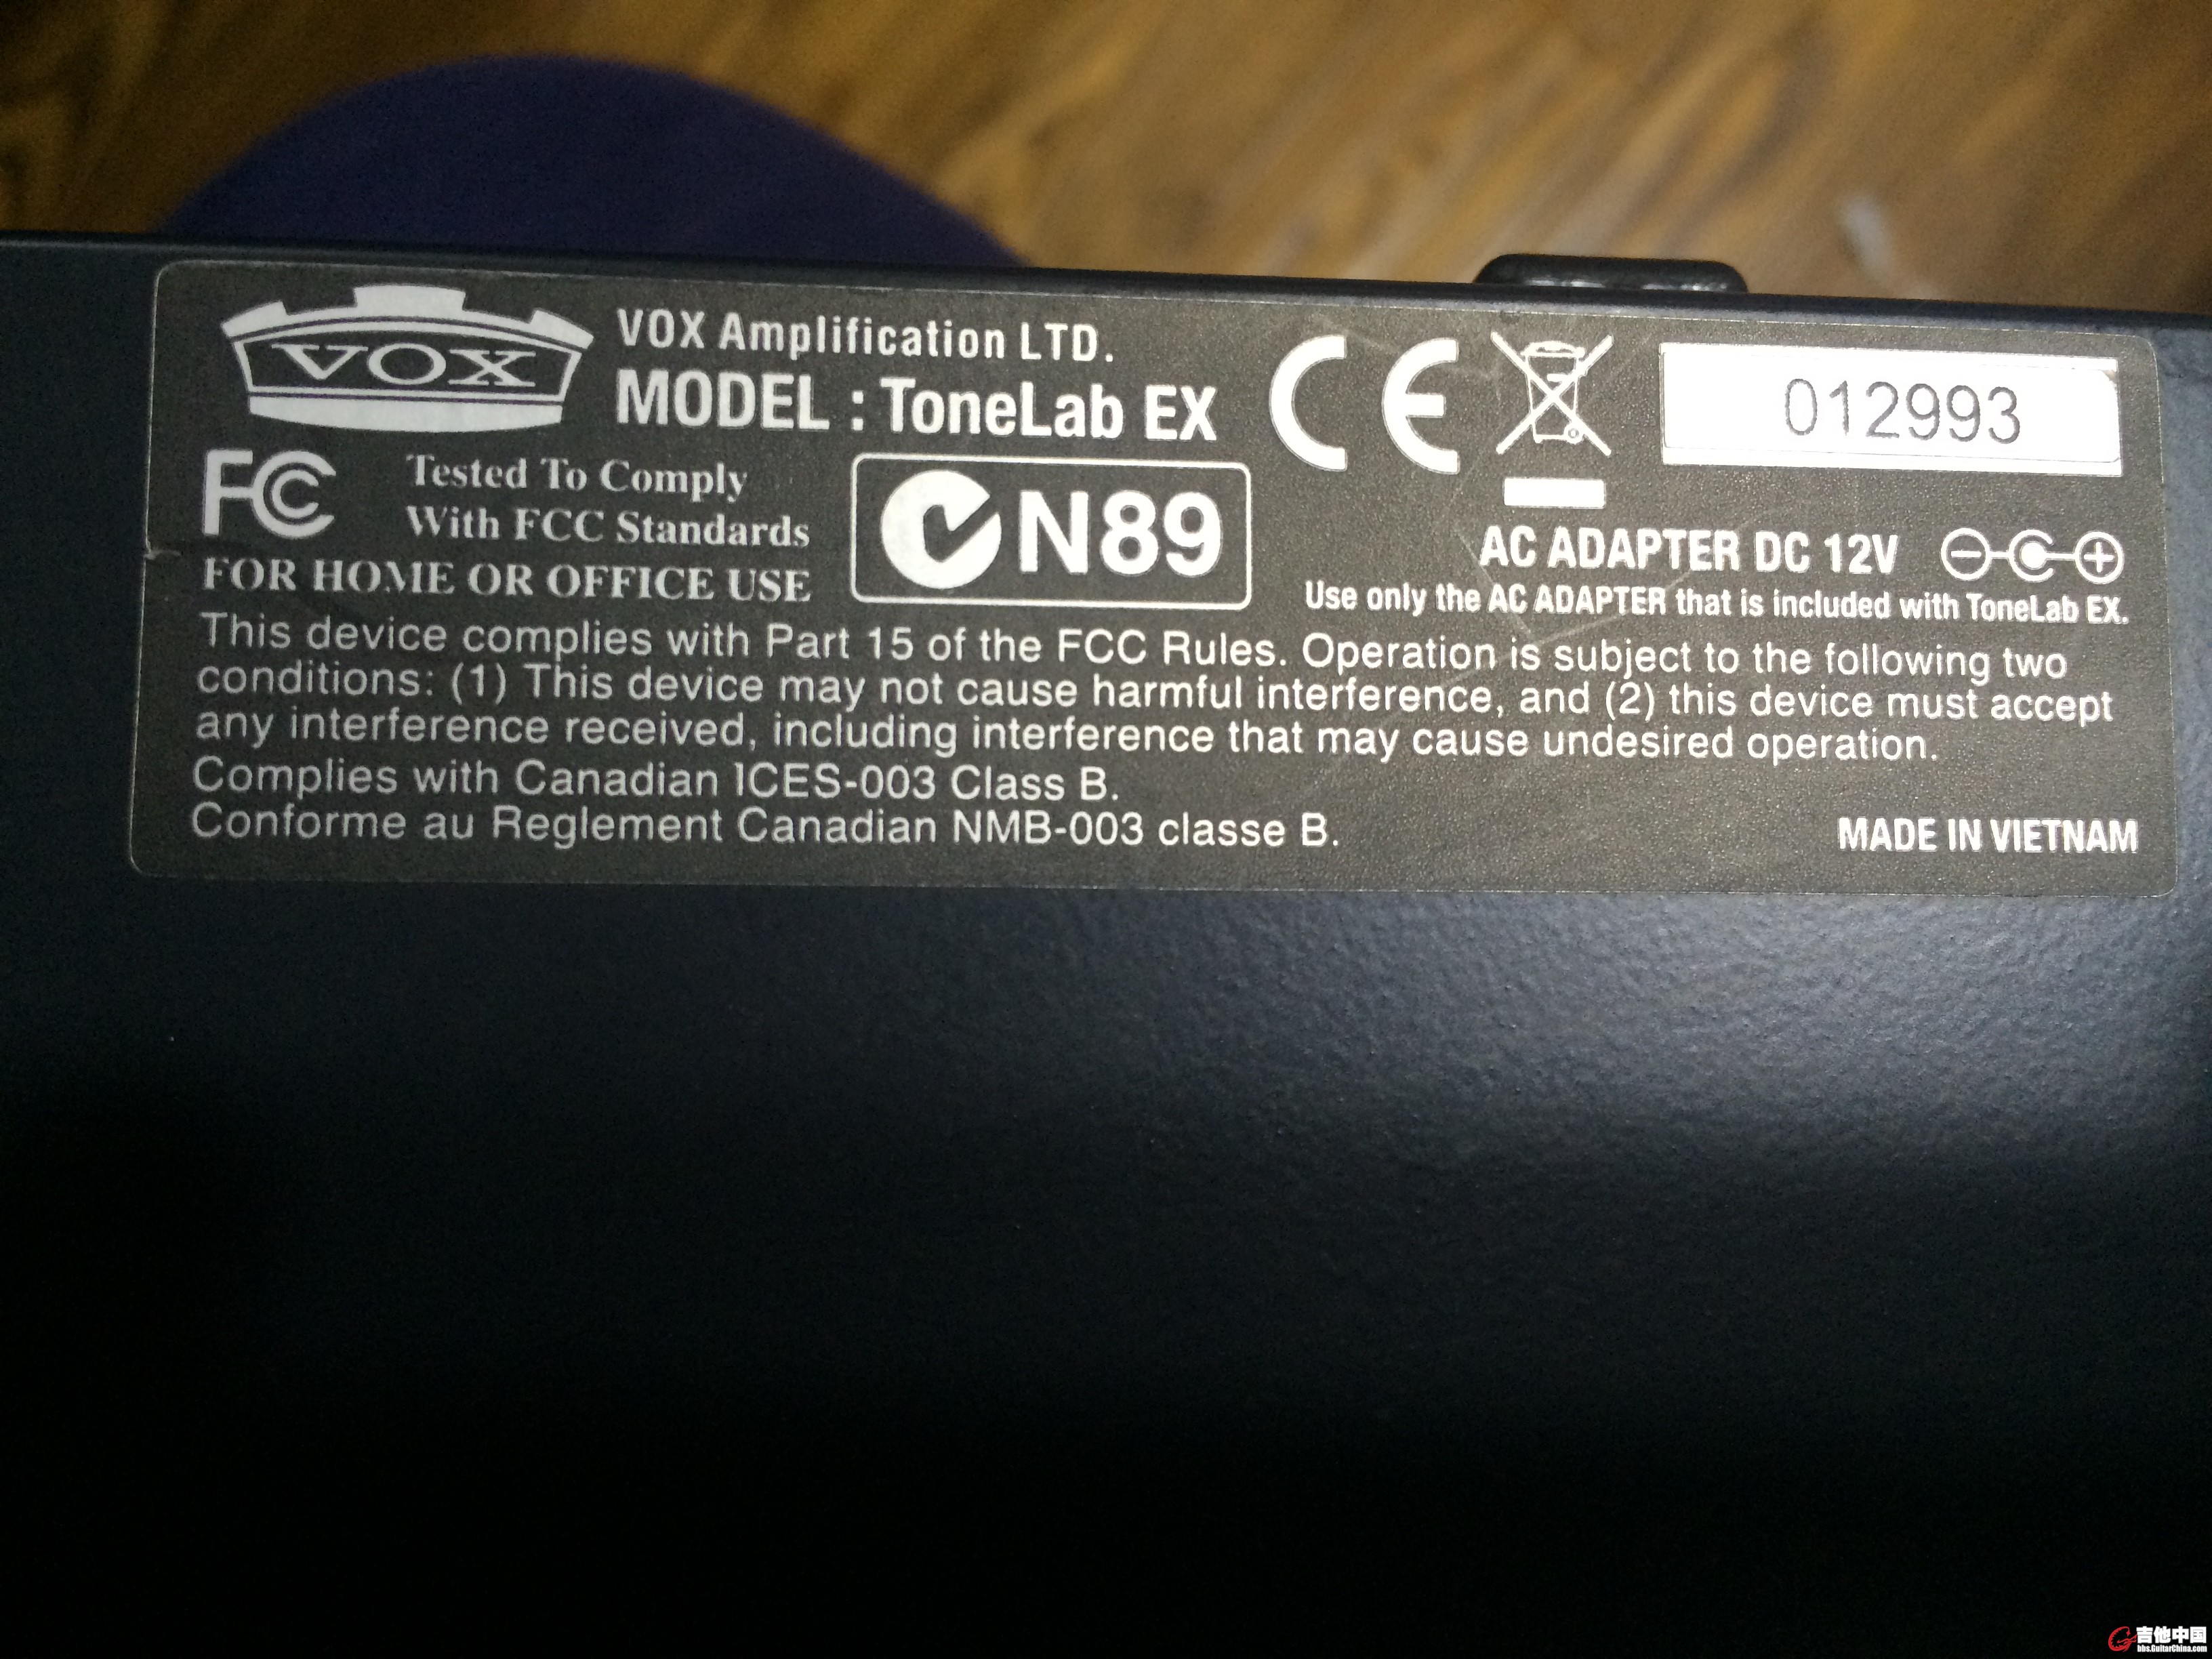 VOX
VOX Amplification LTD.
MODEL : ToneLab EX
CE
012993
FC
Tested To Comply
With FCC Standards
FOR HOME OR OFFICE USE
N89
AC ADAPTER DC 12V
Use only the AC ADAPTER that is included with ToneLab EX.
This device complies with Part 15 of the FCC Rules. Operation is subject to the following two
conditions: (1) This device may not cause harmful interference, and (2) this device must accept
any interference received, including interference that may cause undesired operation.
Complies with Canadian ICES-003 Class B.
Conforme au Reglement Canadian NMB-003 classe B.
MADE IN VIETNAM
吉他中国
bbs.GuitarChina.com